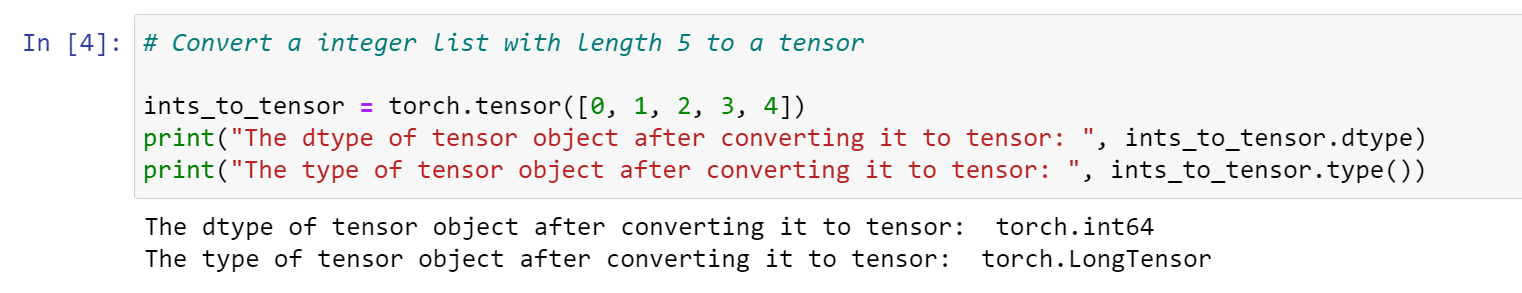 In [4]: # Convert a integer list with length 5 to a tensor
ints_to_tensor = torch.tensor([0, 1, 2, 3, 4])
print("The dtype of tensor object after converting it to tensor: ", ints_to_tensor.dtype)
print("The type of tensor object after converting it to tensor: ", ints_to_tensor.type())
The dtype of tensor object after converting it to tensor:  torch.int64
The type of tensor object after converting it to tensor:  torch.LongTensor